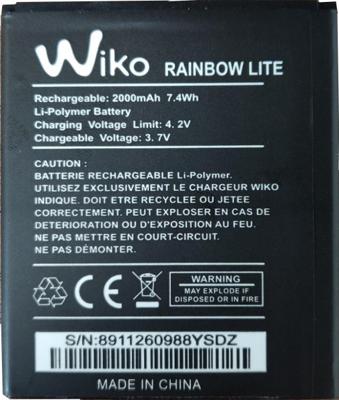 Wiko RAINBOW LITE
Rechargeable: 2000mAh 7.4Wh
Li-Polymer Battery
Charging Voltage Limit: 4. 2V
Chargeable Voltage: 3. 7V
CAUTION:
BATTERIE RECHARGEABLE Li-Polymer.
UTILISEZ EXCLUSIVEMENT LE CHARGEUR WIKO
INDIQUE. DOIT ETRE RECYCLEE OU JETEE
CORRECTEMENT. PEUT EXPLOSER EN CAS DE
DETERIORATION OU D'EXPOSITION AU FEU.
NE PAS METTRE EN COURT-CIRCUIT.
NE PAS DÉMONTER.
CE
WARNING
MAY EXPLODE IF
DISPOSED OR IN FIRE
S/N:8911260988YSDZ
MADE IN CHINA